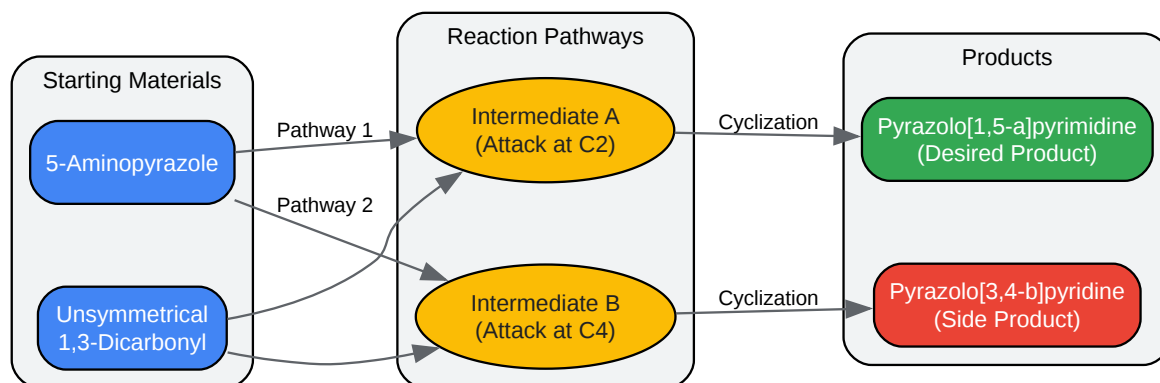 Starting Materials
5-Aminopyrazole
Unsymmetrical
1,3-Dicarbonyl
Pathway 1
Pathway 2
Reaction Pathways
Intermediate A
(Attack at C2)
Intermediate B
(Attack at C4)
Cyclization
Cyclization
Products
Pyrazolo[1,5-a]pyrimidine
(Desired Product)
Pyrazolo[3,4-b]pyridine
(Side Product)